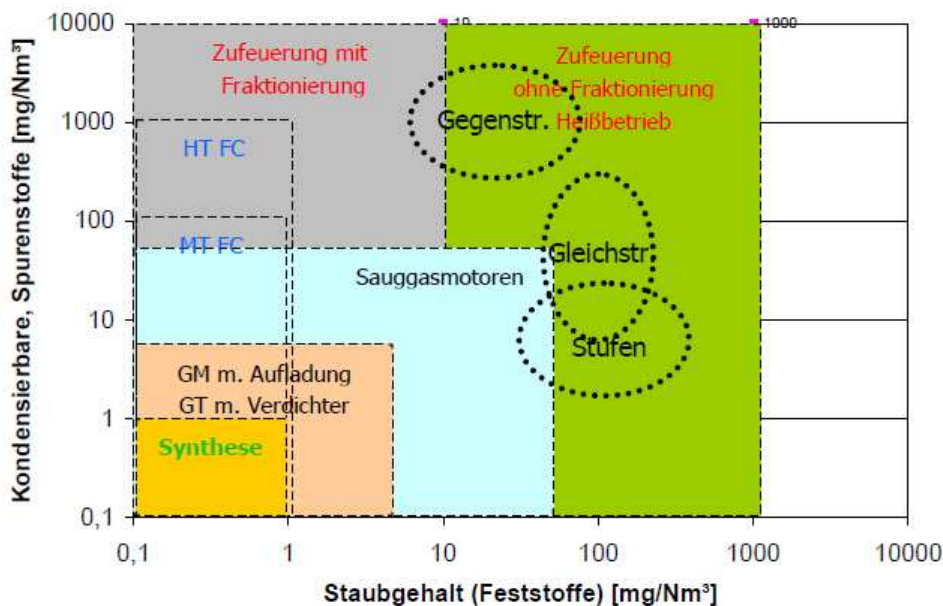 Kondensierbare, Spurenstoffe [mg/Nm³]
10000
1000
100
10
1
0,1
10
1000
Zufeuerung mit
Fraktionierung
Zufeuerung
ohne Fraktionierung
Heißbetrieb
Gegenstr.
HT FC
MT FC
Gleichstr
Sauggasmotoren
Stufen
GM m. Aufladung
GT m. Verdichter
Synthese
0,1
1
10
100
1000
10000
Staubgehalt (Feststoffe) [mg/Nm³]